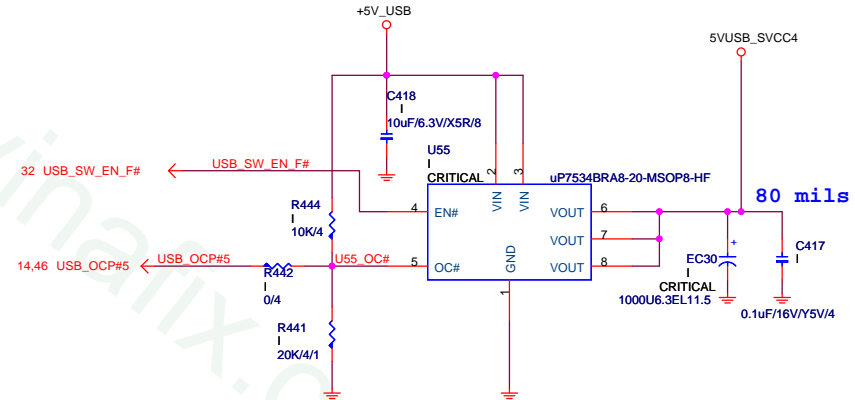 +5V_USB
5VUSB_SVCC4
C418
I
10uF/6.3V/X5R/8
U55
I
CRITICAL
2
3
uP7534BRA8-20-MSOP8-HF
32 USB_SW_EN_F#
USB_SW_EN_F#
80 mils
R444
I
10K/4
4
EN#
VIN
VIN
VOUT
6
VOUT
7
VOUT
8
14,46 USB_OCP#5
USB_OCP#5
R442
I
0/4
U55_OC#
5
OC#
GND
1
EC30
I
CRITICAL
1000U6.3EL11.5
+
C417
I
0.1uF/16V/Y5V/4
R441
I
20K/4/1
vinafix.c